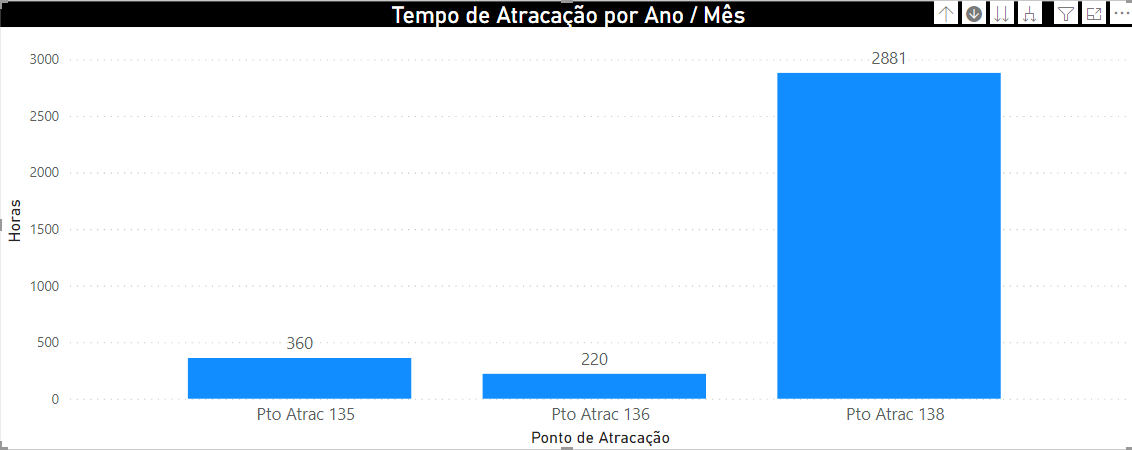 Tempo de Atracação por Ano / Mês
3000
2500
2000
1500
1000
500
0
Horas
2881
360
220
Pto Atrac 135
Pto Atrac 136
Pto Atrac 138
Ponto de Atracação